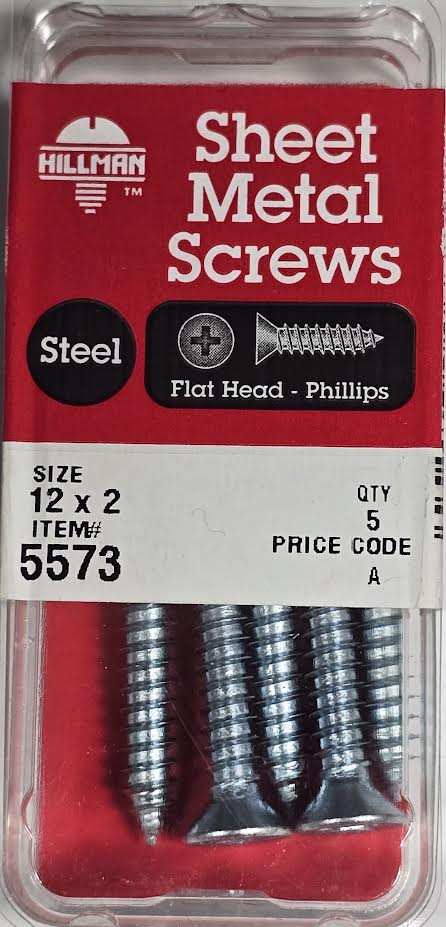 HILLMAN
TM
Sheet
Metal
Screws
Steel
Flat Head - Phillips
SIZE
12 x 2
ITEM#
5573
QTY
5
PRICE CODE
A